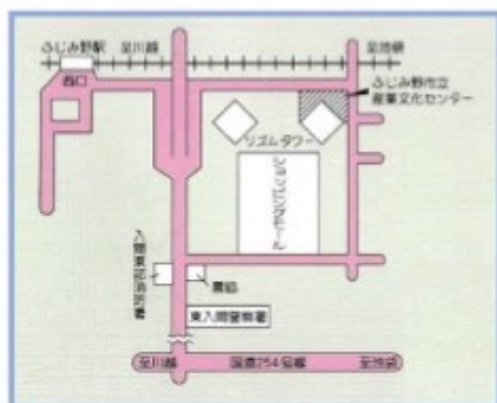 ふじみ野駅
至川越
至池袋
西口
ふじみ野市立
産業文化センター
リズムタワー
ショッピングモール
入間東部消防署
農協
東入間警察署
至川越
国道254号線
至池袋